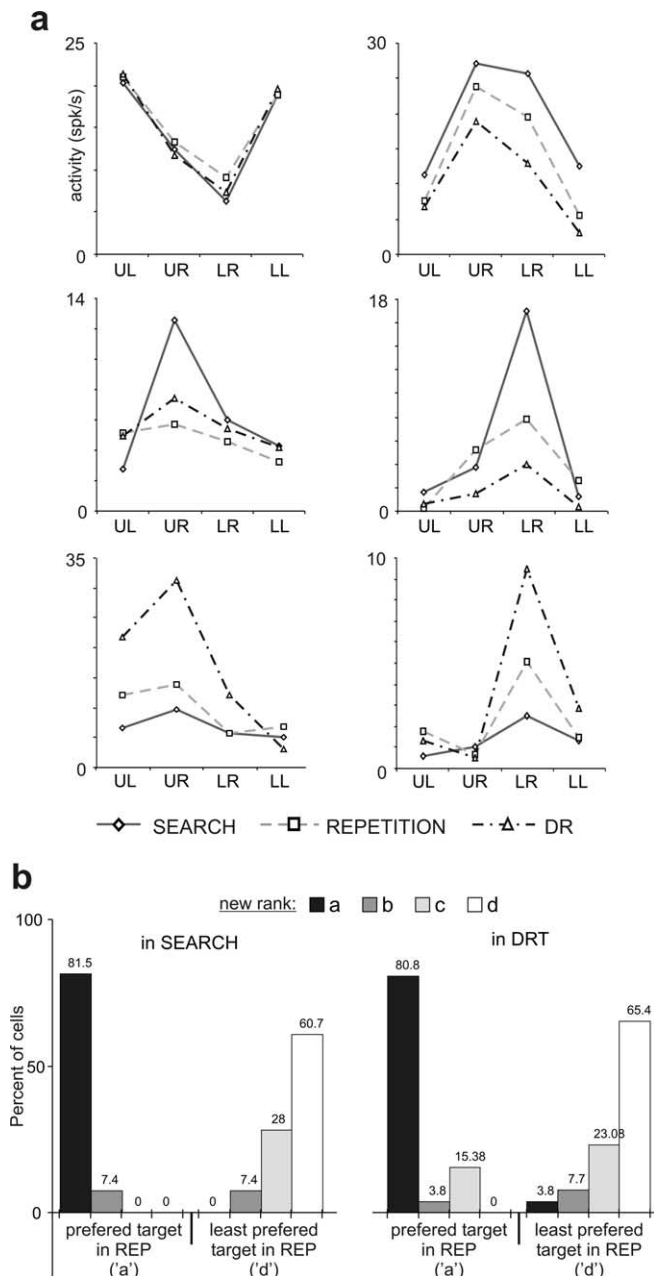 a
25
activity (spk/s)
0
UL UR LR LL
30
0
UL UR LR LL
14
0
UL UR LR LL
18
0
UL UR LR LL
35
0
UL UR LR LL
10
0
UL UR LR LL
SEARCH REPETITION DR
b
new rank: a b c d
100
50
0
Percent of cells
in SEARCH
81.5
7.4
0
0
0
7.4
28
60.7
prefered target
in REP
('a')
least prefered
target in REP
('d')
in DRT
80.8
3.8
15.38
0
3.8
7.7
23.08
65.4
prefered target
in REP
('a')
least prefered
target in REP
('d')